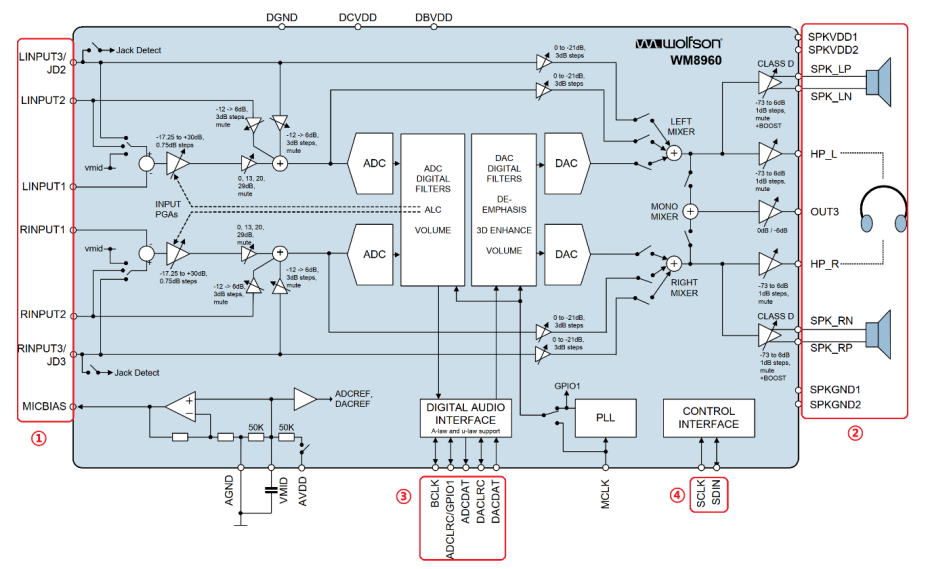 DGND
DCVDD
DBVDD
LINPUT3/
JD2
Jack Detect
LINPUT2
-12 -> 6dB,
3dB steps,
mute
-12 -> 6dB,
3dB steps,
mute
-17.25 to +30dB,
0.75dB steps
vmid
LINPUT1
0, 13, 20,
29dB,
mute
INPUT
PGAs
RINPUT1
0, 13, 20,
29dB,
mute
vmid
-17.25 to +30dB,
0.75dB steps
-12 -> 6dB,
3dB steps,
mute
-12 -> 6dB,
3dB steps,
mute
RINPUT2
RINPUT3/
JD3
Jack Detect
MICBIAS
①
ADC
ADC
ADC
DIGITAL
FILTERS
ALC
VOLUME
DAC
DIGITAL
FILTERS
DE-
EMPHASIS
3D ENHANCE
VOLUME
DAC
DAC
0 to -21dB,
3dB steps
0 to -21dB,
3dB steps
0 to -21dB,
3dB steps
0 to -21dB,
3dB steps
wolfson
WM8960
LEFT
MIXER
MONO
MIXER
RIGHT
MIXER
CLASS D
-73 to 6dB
1dB steps,
mute
+BOOST
-73 to 6dB
1dB steps,
mute
0dB / -6dB
-73 to 6dB
1dB steps,
mute
CLASS D
-73 to 6dB
1dB steps,
mute
+BOOST
SPKVDD1
SPKVDD2
SPK_LP
SPK_LN
HP_L
OUT3
HP_R
SPK_RN
SPK_RP
SPKGND1
SPKGND2
②
ADCREF,
DACREF
50K
50K
AGND
VMID
AVDD
DIGITAL AUDIO
INTERFACE
A-law and u-law support
GPIO1
PLL
CONTROL
INTERFACE
③
BCLK
ADCLRC/GPIO1
ADCDAT
DACLRC
DACDAT
MCLK
④
SCLK
SDIN